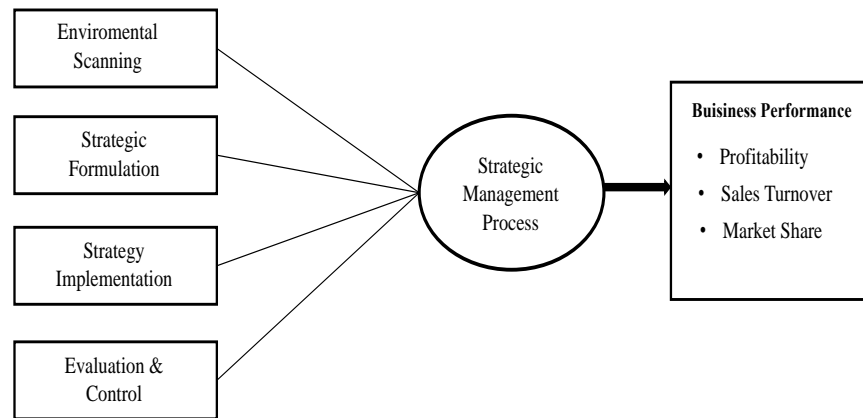 Enviromental
Scanning
Strategic
Formulation
Strategy
Implementation
Evaluation &
Control
Strategic
Management
Process
Buisiness Performance
• Profitability
• Sales Turnover
• Market Share